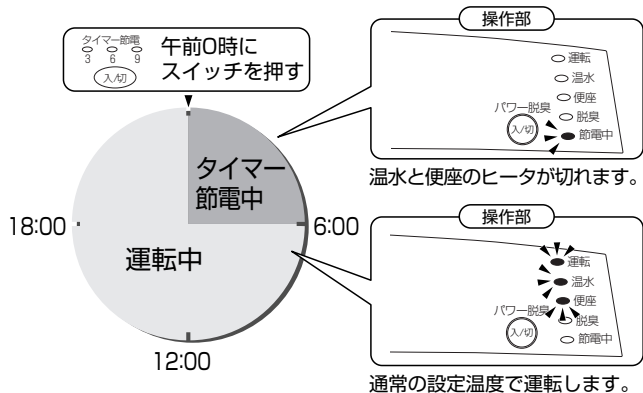 タイマー節電
3 6 9
入/切
午前0時に
スイッチを押す
タイマー
節電中
18:00
6:00
運転中
12:00
操作部
運転
温水
便座
パワー脱臭
脱臭
入/切
節電中
温水と便座のヒータが切れます。
操作部
運転
温水
便座
パワー脱臭
脱臭
入/切
節電中
通常の設定温度で運転します。